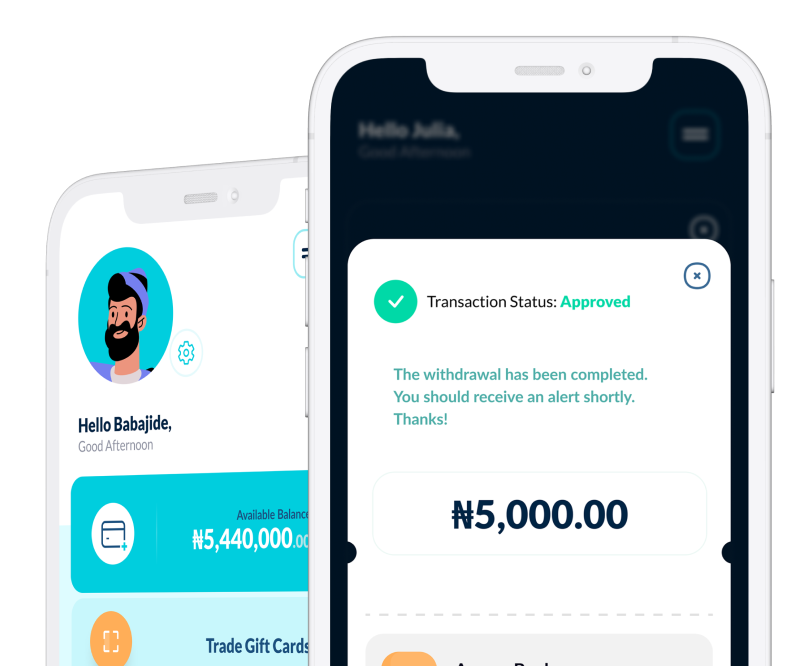 Hello Babajide,
Good Afternoon
Available Balance
₦5,440,000.00
Trade Gift Cards
Hello Julia,
Good Afternoon
Transaction Status: Approved
The withdrawal has been completed.
You should receive an alert shortly.
Thanks!
₦5,000.00